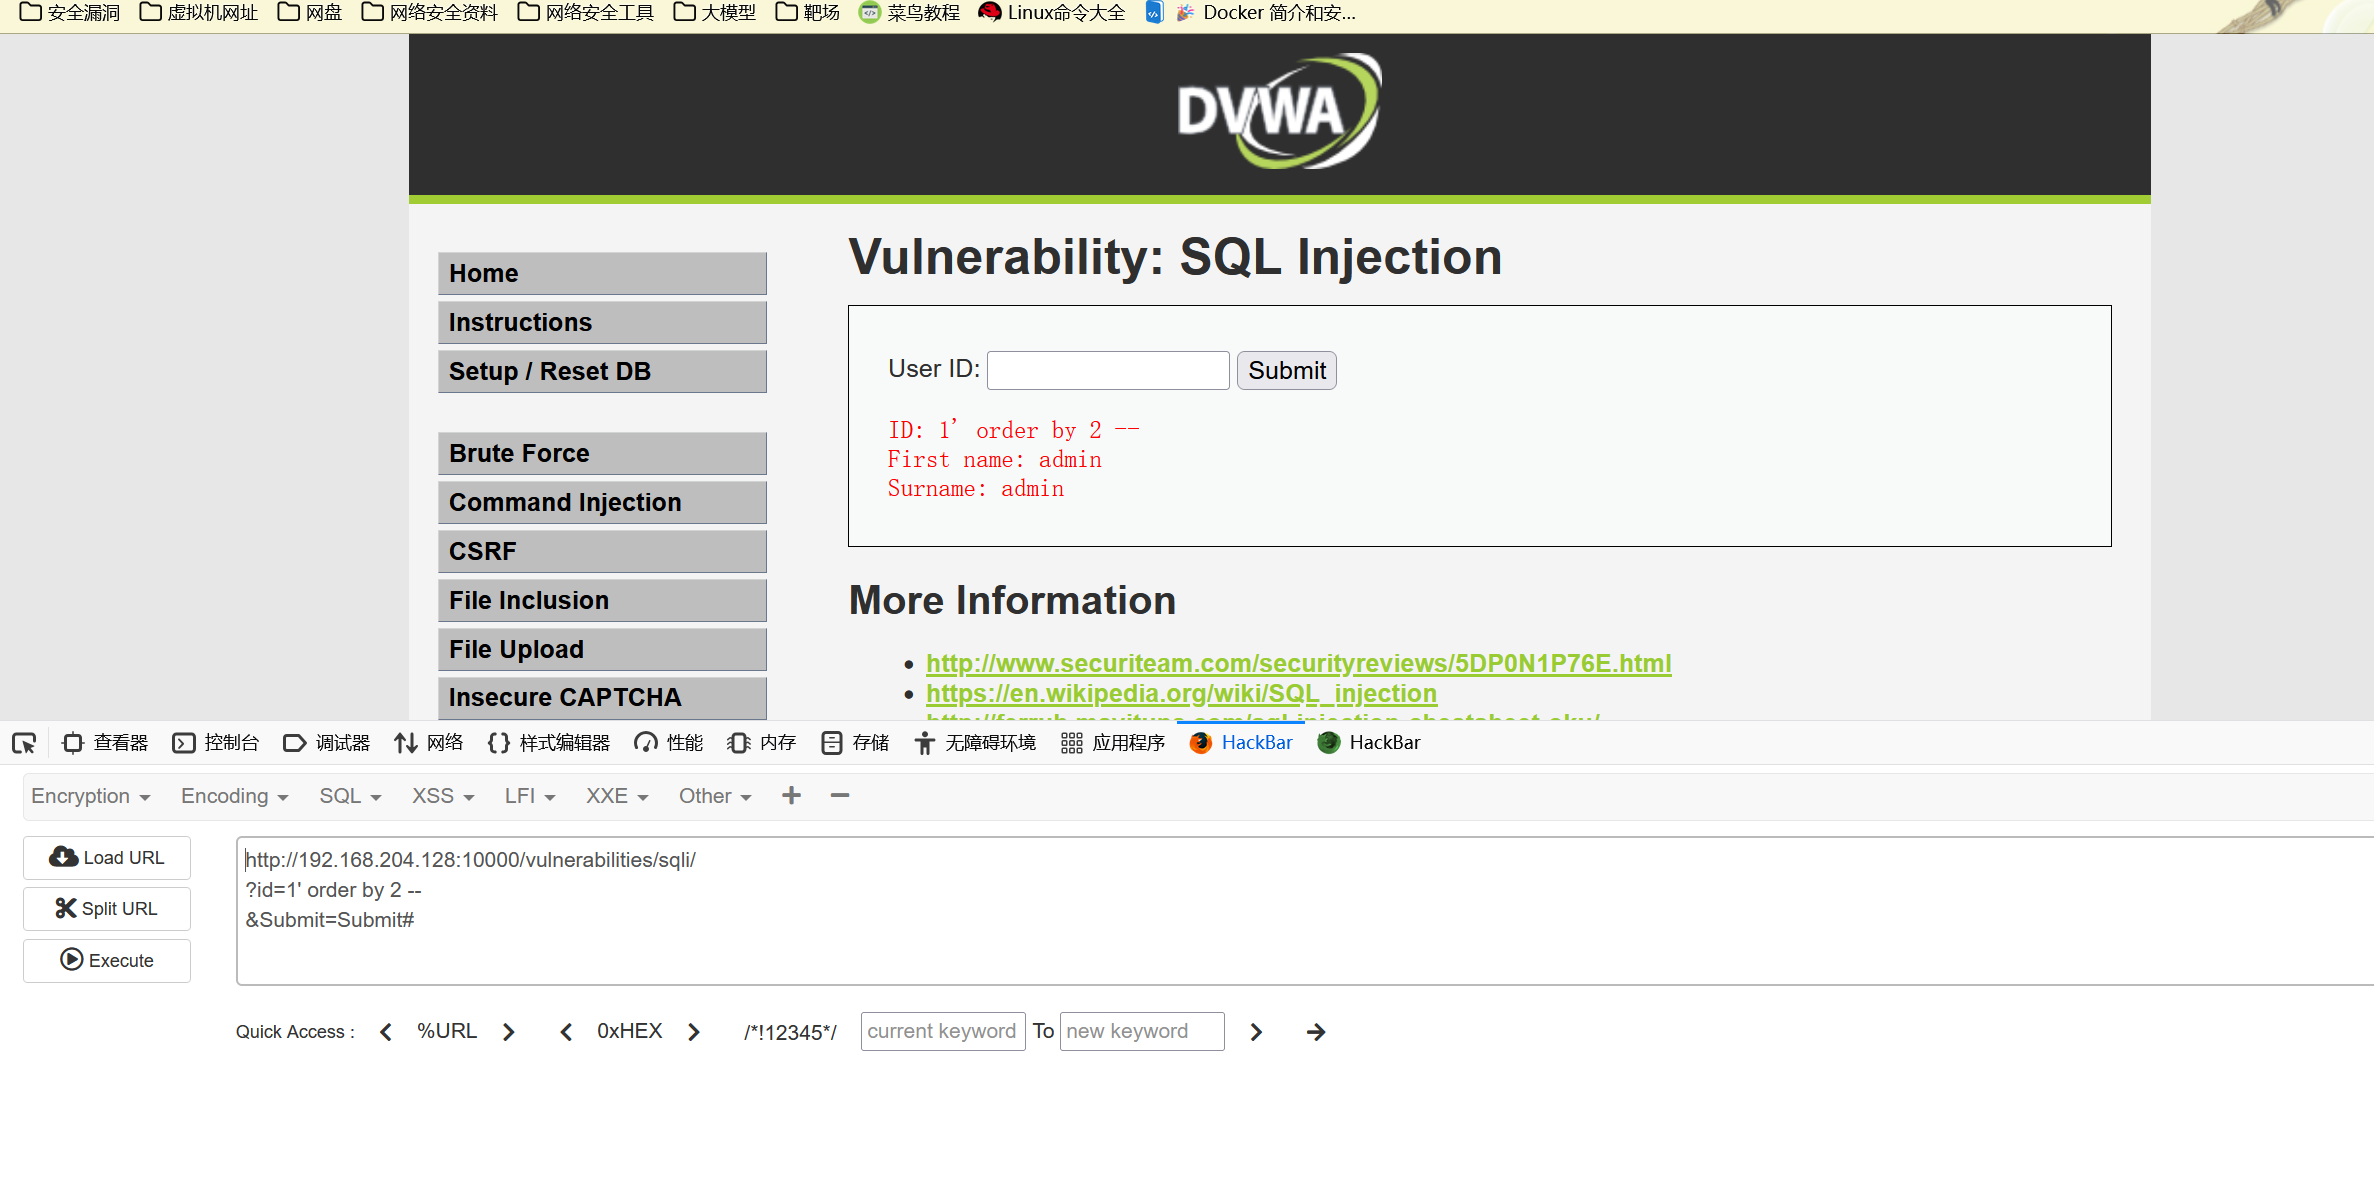 安全漏洞 虚拟机网址 网盘 网络安全资料 网络安全工具 大模型 靶场 菜鸟教程 Linux命令大全 Docker 简介和安...
DVWA
Vulnerability: SQL Injection
Home
Instructions
Setup / Reset DB
User ID: Submit
ID: 1' order by 2 --
First name: admin
Surname: admin
Brute Force
Command Injection
CSRF
File Inclusion
File Upload
Insecure CAPTCHA
More Information
http://www.securiteam.com/securityreviews/5DP0N1P76E.html
https://en.wikipedia.org/wiki/SQL_injection
查看器 控制台 调试器 网络 样式编辑器 性能 内存 存储 无障碍环境 应用程序 HackBar HackBar
Encryption Encoding SQL XSS LFI XXE Other
Load URL
Split URL
Execute
http://192.168.204.128:10000/vulnerabilities/sqli/
?id=1' order by 2 --
&Submit=Submit#
Quick Access : %URL 0xHEX /*!12345*/ current keyword To new keyword